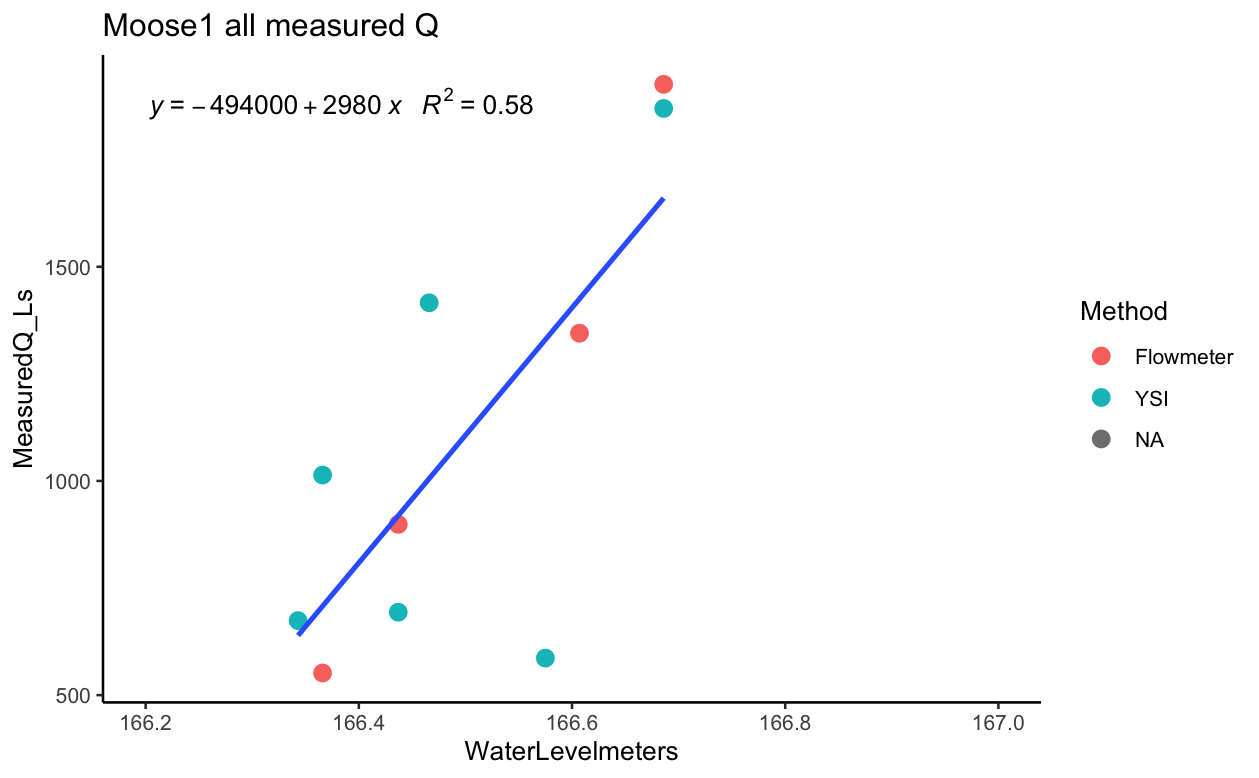 Moose1 all measured Q
y = − 494000 + 2980 x R² = 0.58
MeasuredQ_Ls
1500
1000
500
166.2 166.4 166.6 166.8 167.0
WaterLevelmeters
Method
Flowmeter
YSI
NA